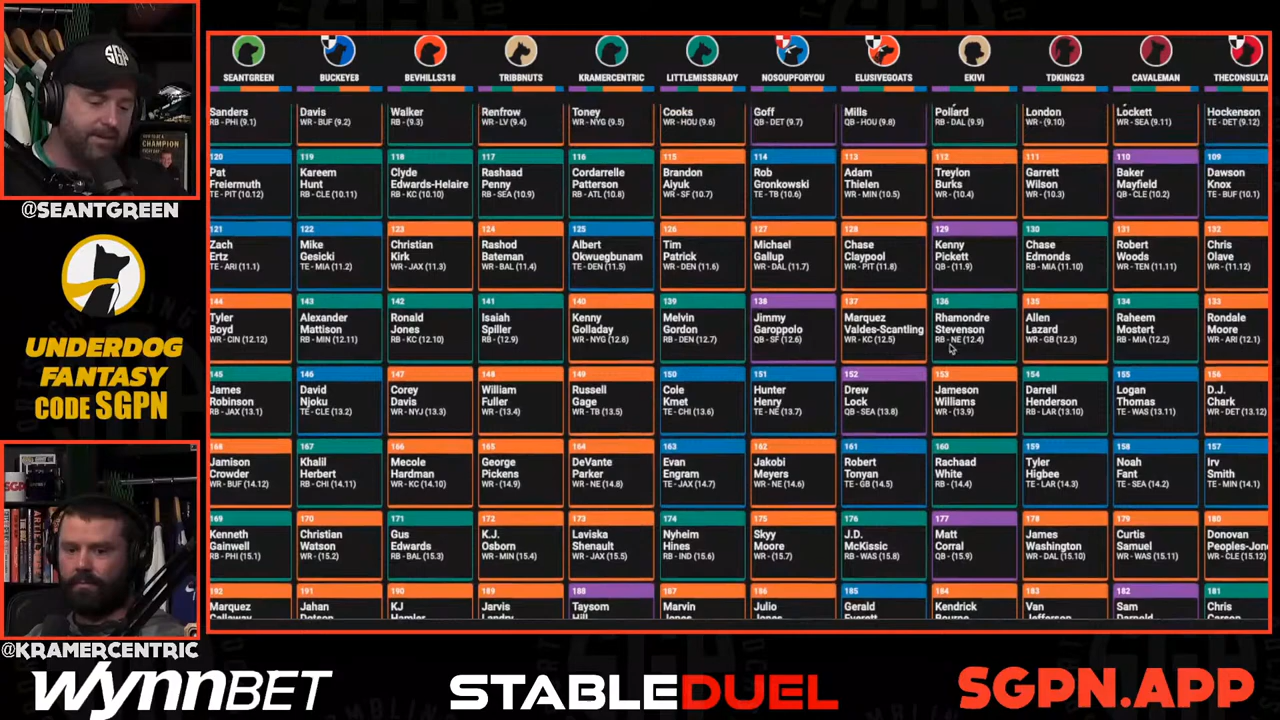 SGP
CHAMPION
@SEANTGREEN
UNDERDOG
FANTASY
CODE SGPN
@KRAMERCENTRIC
SEANTGREEN BUCKEYE8 BEVHILLS318 TRIBBNUTS KRAMERCENTRIC LITTLEMISSBRADY NOSOUPFORYOU ELUSIVEGOATS EKIVI TDKING23 CAVALEMAN THECONSULTA
Sanders Davis Walker Renfrow Toney Cooks Goff Mills Pollard London Lockett Hockenson
RB - PHI (9.1) WR - BUF (9.2) RB - (9.3) WR - LV (9.4) WR - NYG (9.5) WR - HOU (9.6) QB - DET (9.7) QB - HOU (9.8) RB - DAL (9.9) WR - (9.10) WR - SEA (9.11) TE - DET (9.12)
120 119 118 117 116 115 114 113 112 111 110 109
Pat Kareem Clyde Rashaad Cordarrelle Brandon Rob Adam Treylon Garrett Baker Dawson
Freiermuth Hunt Edwards-Helaire Penny Patterson Aiyuk Gronkowski Thielen Burks Wilson Mayfield Knox
TE - PIT (10.12) RB - CLE (10.11) RB - KC (10.10) RB - SEA (10.9) RB - ATL (10.8) WR - SF (10.7) TE - TB (10.6) WR - MIN (10.5) WR - (10.4) WR - (10.3) QB - CLE (10.2) TE - BUF (10.1)
121 122 123 124 125 126 127 128 129 130 131 132
Zach Mike Christian Rashod Albert Tim Michael Chase Kenny Chase Robert Chris
Ertz Gesicki Kirk Bateman Okwuegbunam Patrick Gallup Claypool Pickett Edmonds Woods Olave
TE - ARI (11.1) TE - MIA (11.2) WR - JAX (11.3) WR - BAL (11.4) TE - DEN (11.5) WR - DEN (11.6) WR - DAL (11.7) WR - PIT (11.8) QB - (11.9) RB - MIA (11.10) WR - TEN (11.11) WR - (11.12)
144 143 142 141 140 139 138 137 136 135 134 133
Tyler Alexander Ronald Isaiah Kenny Melvin Jimmy Marquez Rhamondre Allen Raheem Rondale
Boyd Mattison Jones Spiller Golladay Gordon Garoppolo Valdes-Scantling Stevenson Lazard Mostert Moore
WR - CIN (12.12) RB - MIN (12.11) RB - KC (12.10) RB - (12.9) WR - NYG (12.8) RB - DEN (12.7) QB - SF (12.6) WR - KC (12.5) RB - NE (12.4) WR - GB (12.3) RB - MIA (12.2) WR - ARI (12.1)
145 146 147 148 149 150 151 152 153 154 155 156
James David Corey William Russell Cole Hunter Drew Jameson Darrell Logan D.J.
Robinson Njoku Davis Fuller Gage Kmet Henry Lock Williams Henderson Thomas Chark
RB - JAX (13.1) TE - CLE (13.2) WR - NYJ (13.3) WR - (13.4) WR - TB (13.5) TE - CHI (13.6) TE - NE (13.7) QB - SEA (13.8) WR - (13.9) RB - LAR (13.10) TE - WAS (13.11) WR - DET (13.12)
168 167 166 165 164 163 162 161 160 159 158 157
Jamison Khalil Mecole George DeVante Evan Jakobi Robert Rachaad Tyler Noah Irv
Crowder Herbert Hardman Pickens Parker Engram Meyers Tonyan White Higbee Fant Smith
WR - BUF (14.12) RB - CHI (14.11) WR - KC (14.10) WR - (14.9) WR - NE (14.8) TE - JAX (14.7) WR - NE (14.6) TE - GB (14.5) RB - (14.4) TE - LAR (14.3) TE - SEA (14.2) TE - MIN (14.1)
169 170 171 172 173 174 175 176 177 178 179 180
Kenneth Christian Gus K.J. Laviska Nyheim Skyy J.D. Matt James Curtis Donovan
Gainwell Watson Edwards Osborn Shenault Hines Moore McKissic Corral Washington Samuel Peoples-Jon
RB - PHI (15.1) WR - (15.2) RB - BAL (15.3) WR - MIN (15.4) WR - JAX (15.5) RB - IND (15.6) WR - (15.7) RB - WAS (15.8) QB - (15.9) WR - DAL (15.10) WR - WAS (15.11) WR - CLE (15.12)
192 191 190 189 188 187 186 185 184 183 182 181
Marquez Jahan KJ Jarvis Taysom Marvin Julio Gerald Kendrick Van Sam Chris
Callaway Dotson Hamler Landry Hill Jones Jones Everett Bourne Jefferson Darnold Carson
WYNNBET
STABLEDUEL
SGPN.APP